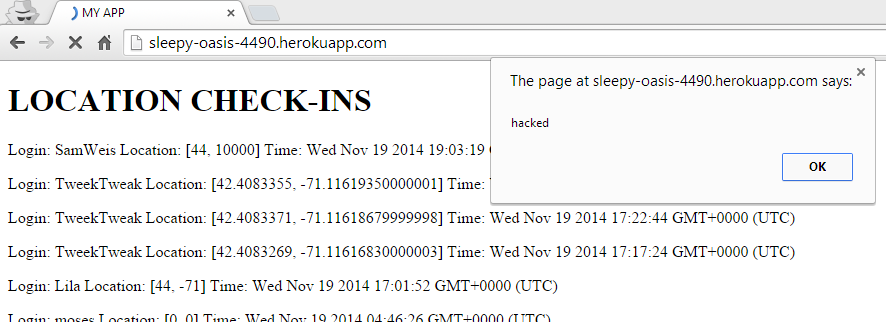 MY APP
sleepy-oasis-4490.herokuapp.com
The page at sleepy-oasis-4490.herokuapp.com says:
hacked
OK
LOCATION CHECK-INS
Login: SamWeis Location: [44, 10000] Time: Wed Nov 19 2014 19:03:19
Login: TweekTweak Location: [42.4083355, -71.11619350000001] Time:
Login: TweekTweak Location: [42.4083371, -71.11618679999998] Time: Wed Nov 19 2014 17:22:44 GMT+0000 (UTC)
Login: TweekTweak Location: [42.4083269, -71.11616830000003] Time: Wed Nov 19 2014 17:17:24 GMT+0000 (UTC)
Login: Lila Location: [44, -71] Time: Wed Nov 19 2014 17:01:52 GMT+0000 (UTC)
Login: moses Location: [0, 0] Time: Wed Nov 19 2014 04:46:26 GMT+0000 (UTC)